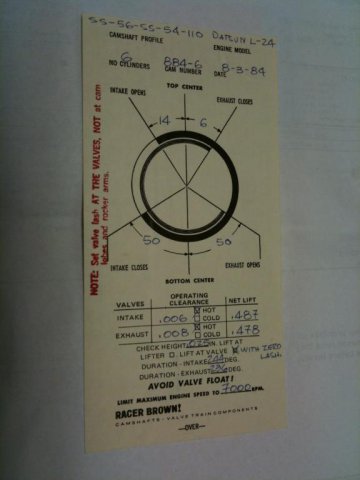 SS-56-SS-54-110 DATSUN L-24
CAMSHAFT PROFILE ENGINE MODEL
6 884-6 8-3-84
NO CYLINDERS CAM NUMBER DATE
TOP CENTER
INTAKE OPENS EXHAUST CLOSES
14 6
NOTE: Set valve lash AT THE VALVES, NOT at cam
lobes and rocker arms.
50 50
INTAKE CLOSES EXHAUST OPENS
BOTTOM CENTER
VALVES OPERATING CLEARANCE NET LIFT
INTAKE .006 HOT COLD .487
EXHAUST .008 HOT COLD .478
CHECK HEIGHT .025 IN. LIFT AT
LIFTER LIFT AT VALVE WITH ZERO LASH.
DURATION - INTAKE 244 DEG.
DURATION - EXHAUST 236 DEG.
AVOID VALVE FLOAT!
LIMIT MAXIMUM ENGINE SPEED TO 7000 RPM.
RACER BROWN!
CAMSHAFTS - VALVE TRAIN COMPONENTS
—OVER—